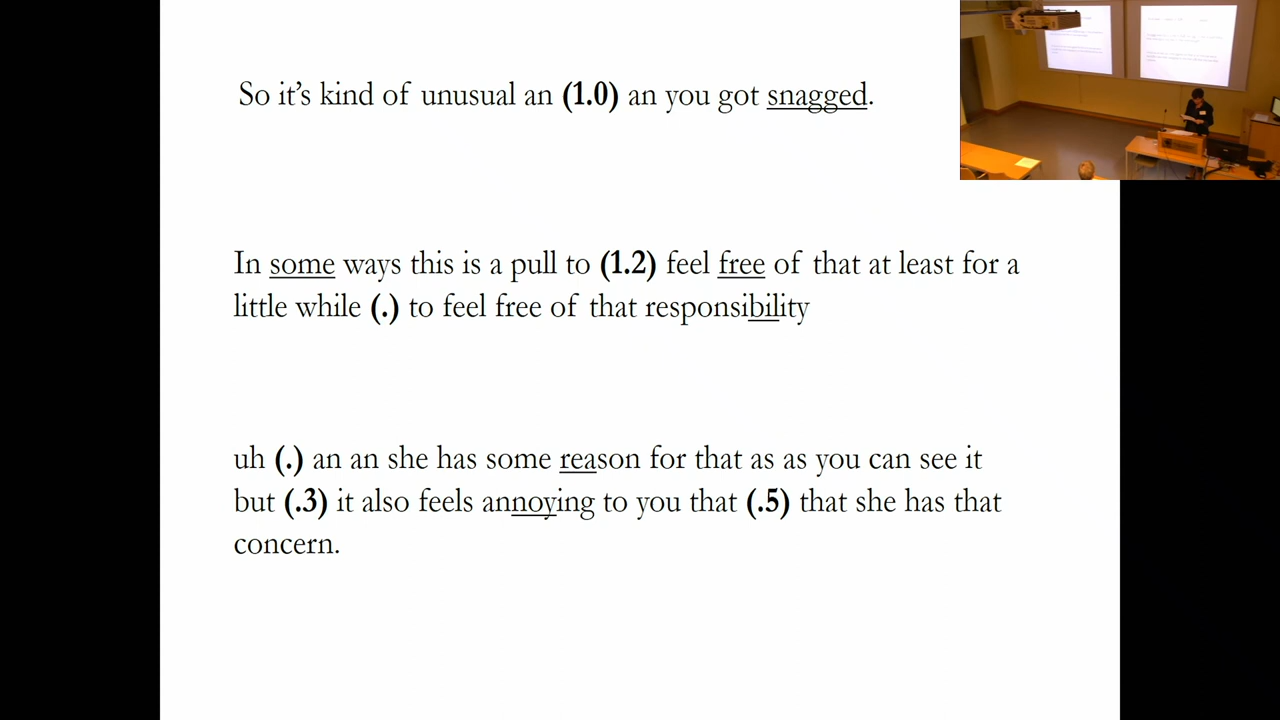 So it’s kind of unusual an (1.0) an you got snagged.
In some ways this is a pull to (1.2) feel free of that at least for a
little while (.) to feel free of that responsibility
uh (.) an an she has some reason for that as as you can see it
but (.3) it also feels annoying to you that (.5) that she has that
concern.